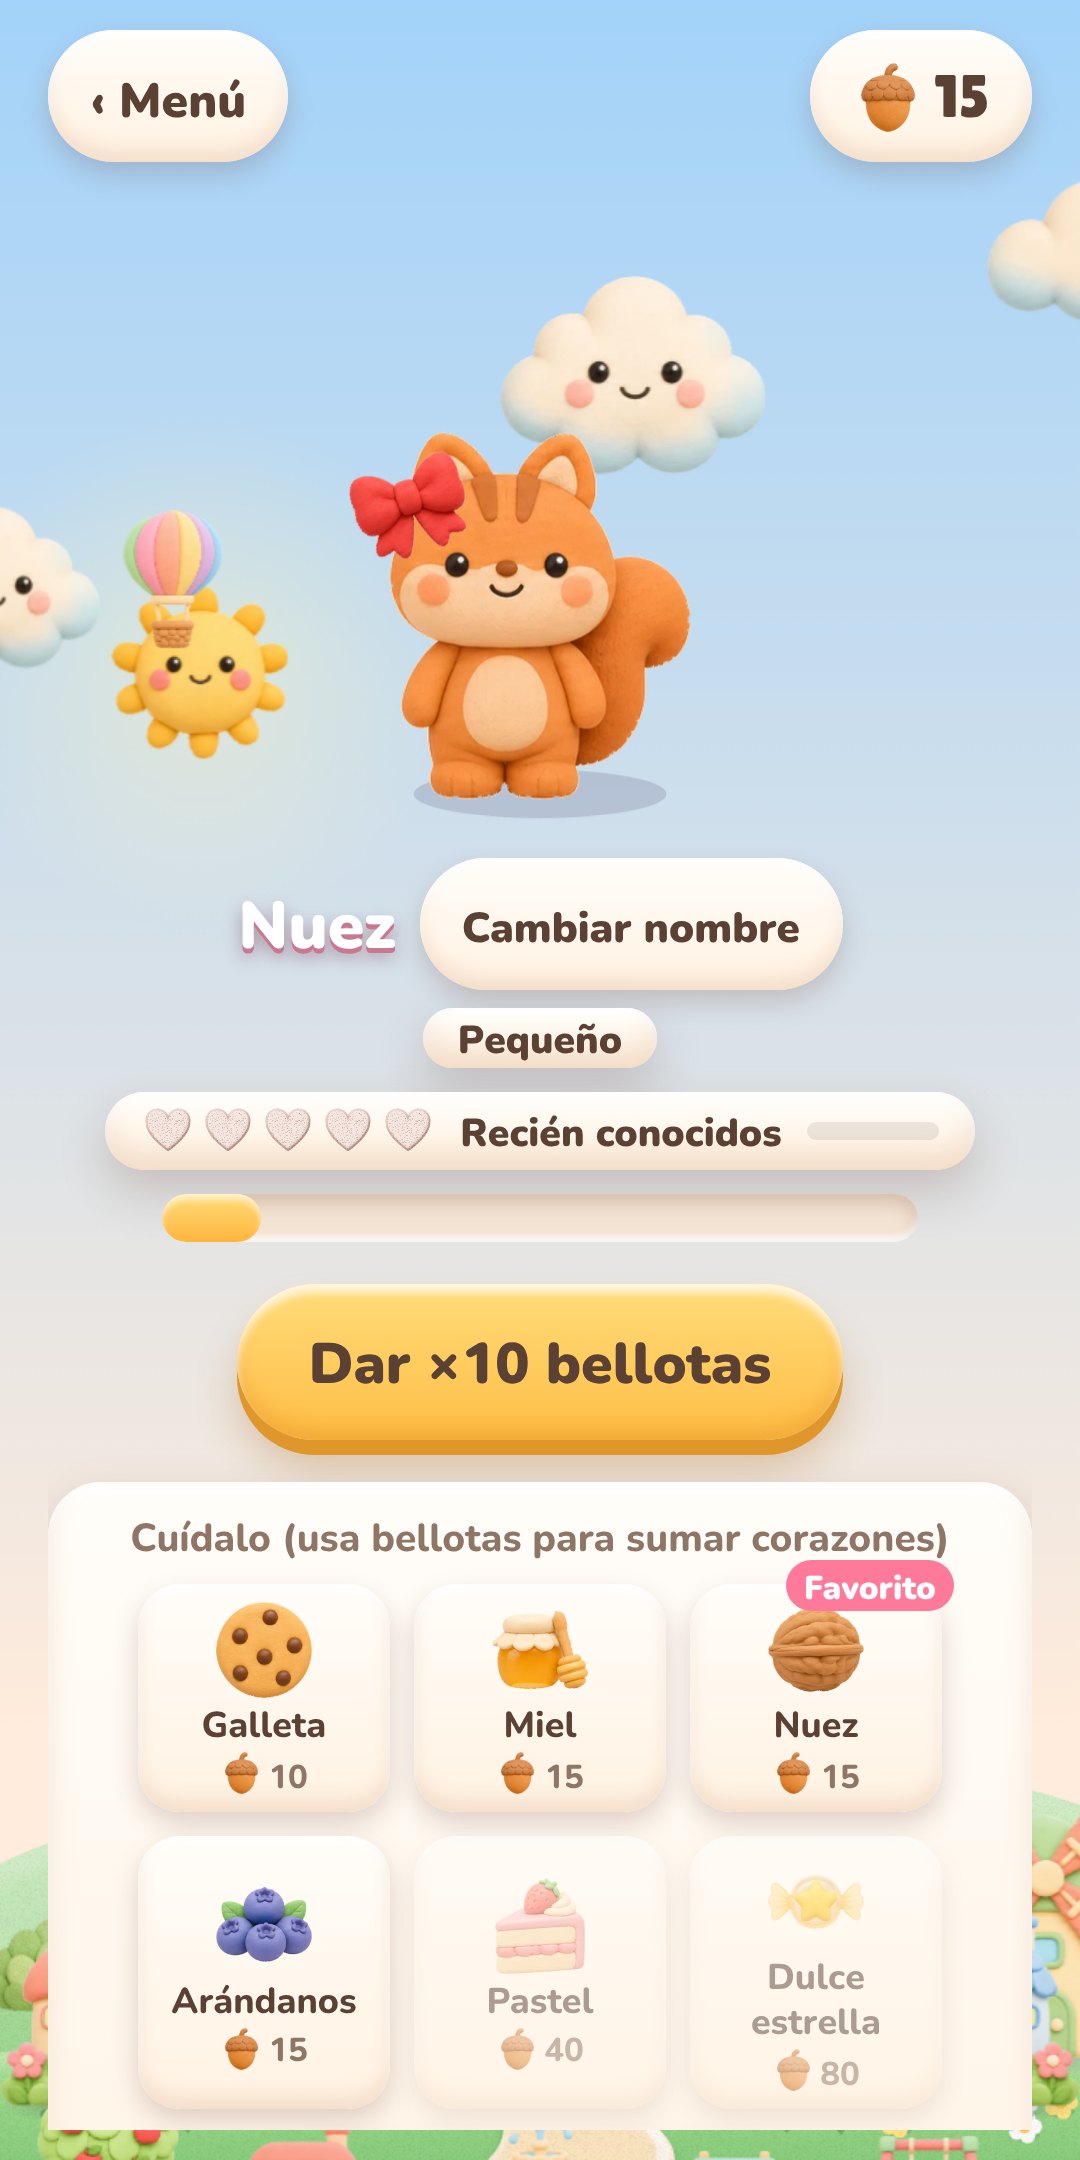 ‹ Menú
15
Nuez
Cambiar nombre
Pequeño
Recién conocidos
Dar ×10 bellotas
Cuídalo (usa bellotas para sumar corazones)
Favorito
Galleta
10
Miel
15
Nuez
15
Arándanos
15
Pastel
40
Dulce
estrella
80